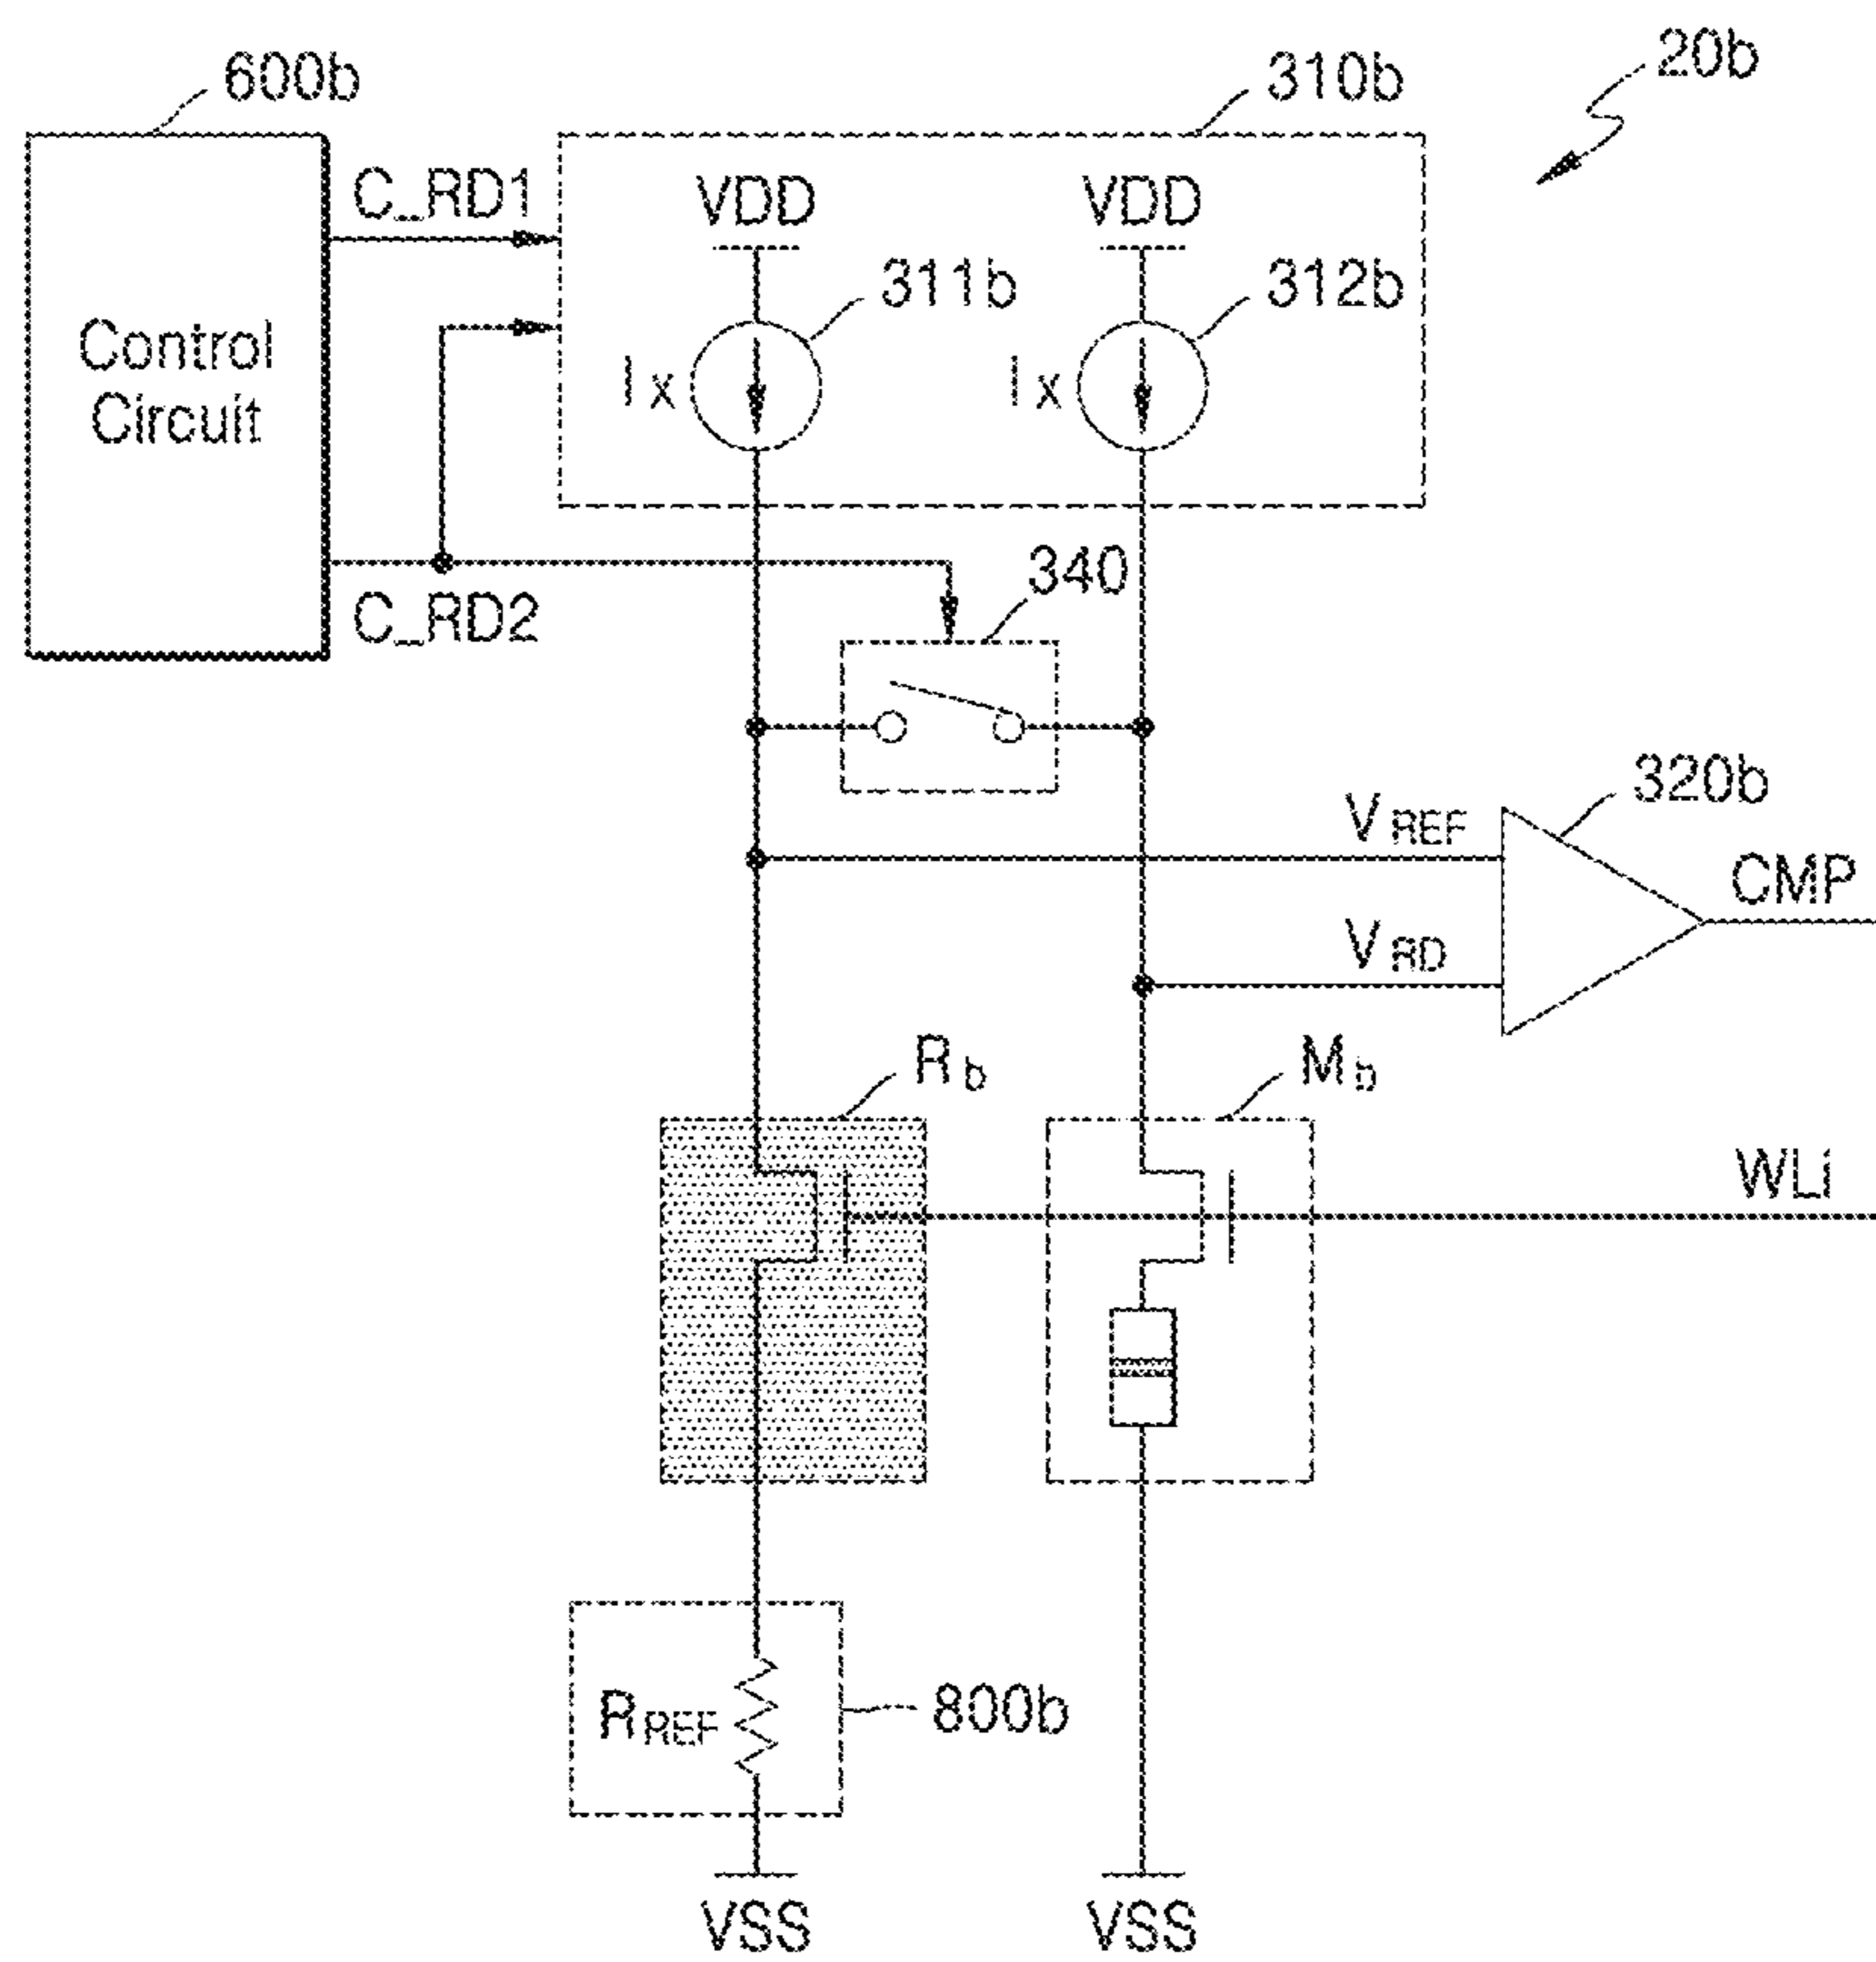 600b
310b
20b
C_RD1
VDD
VDD
311b
312b
Control
Circuit
IX
IX
340
C_RD2
320b
VREF
CMP
VRD
Rb
Mb
WLi
RREF
800b
VSS
VSS